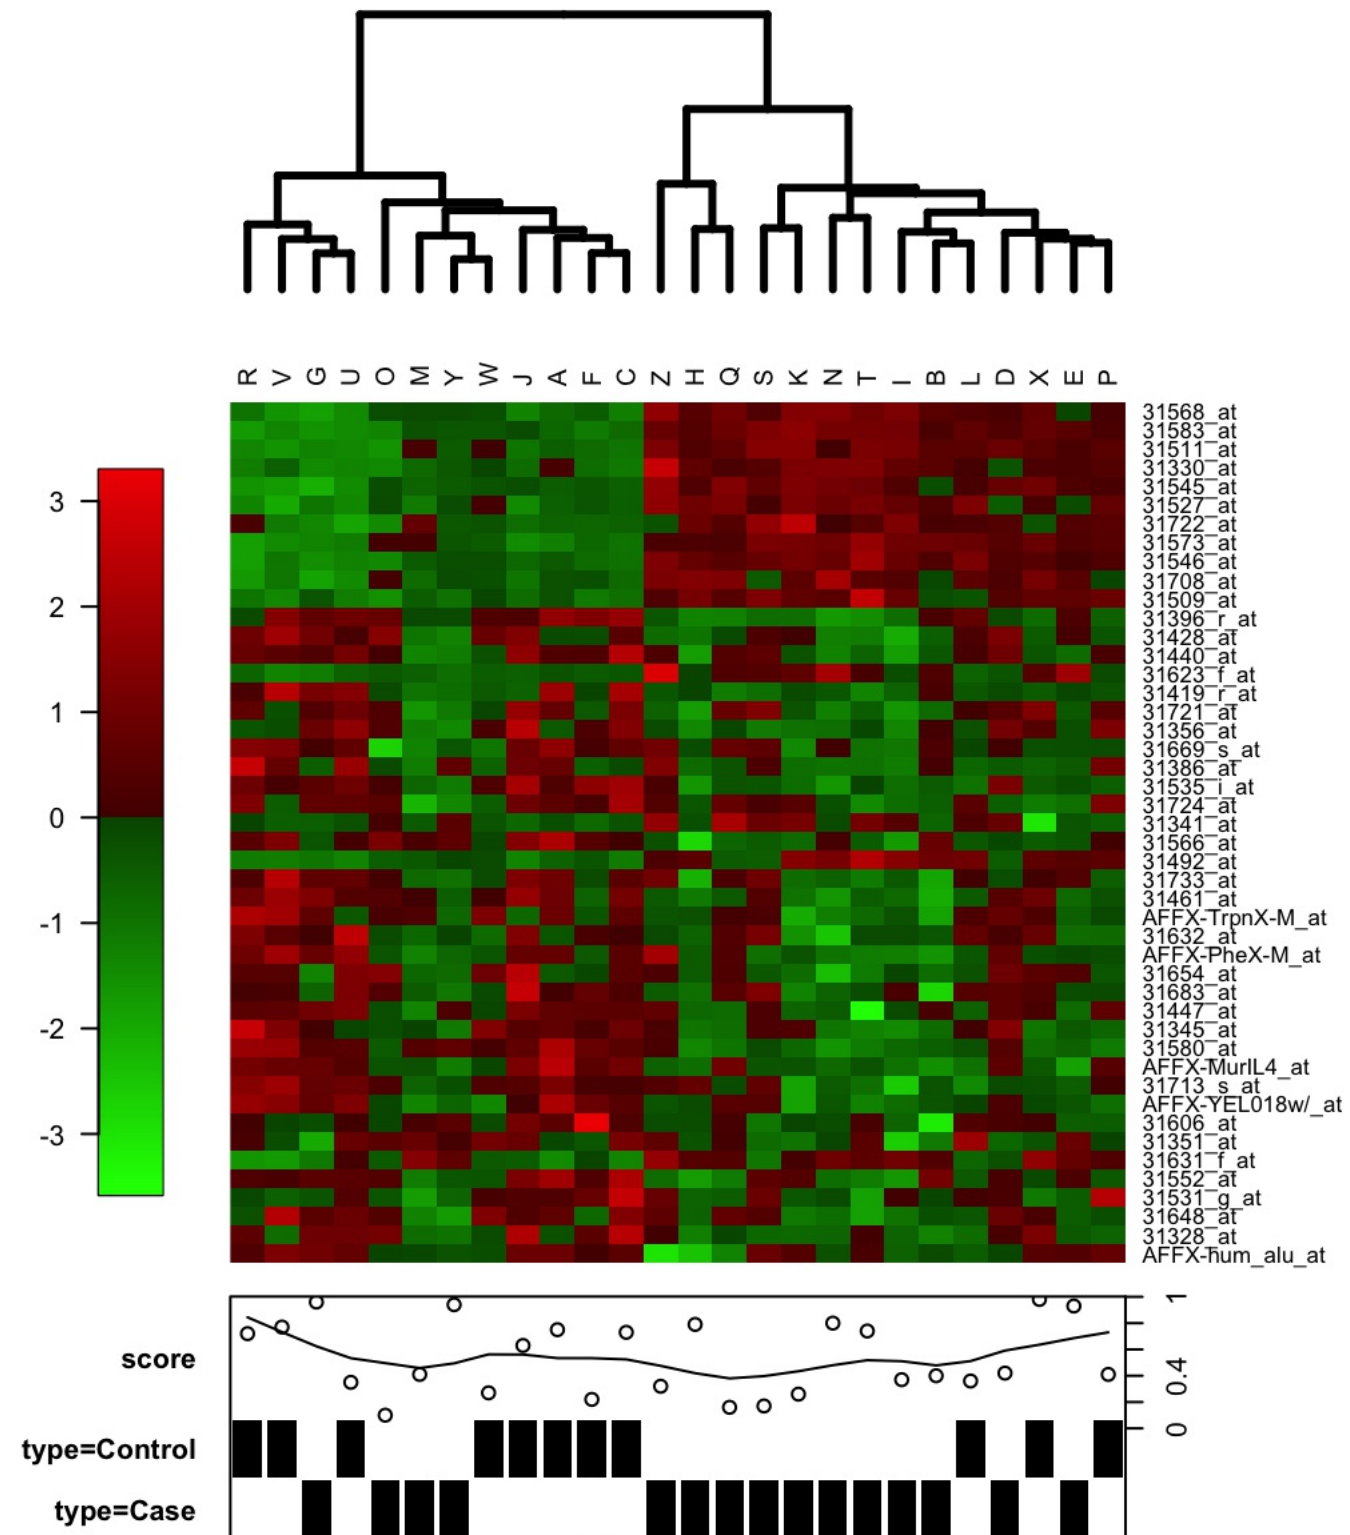 R V G U O M Y W J A F C Z H Q S K N T I B L D X E P
31568_at
31583_at
31511_at
31330_at
31545_at
31527_at
31722_at
31573_at
31546_at
31708_at
31509_at
31396_r_at
31428_at
31440_at
31623_f_at
31419_r_at
31721_at
31356_at
31669_s_at
31386_at
31535_i_at
31724_at
31341_at
31566_at
31492_at
31733_at
31461_at
AFFX-TrpnX-M_at
31632_at
AFFX-PheX-M_at
31654_at
31683_at
31447_at
31345_at
31580_at
AFFX-MurIL4_at
31713_s_at
AFFX-YEL018w/_at
31606_at
31351_at
31631_f_at
31552_at
31531_g_at
31648_at
31328_at
AFFX-hum_alu_at
3
2
1
0
-1
-2
-3
score
1
0.4
0
type=Control
type=Case